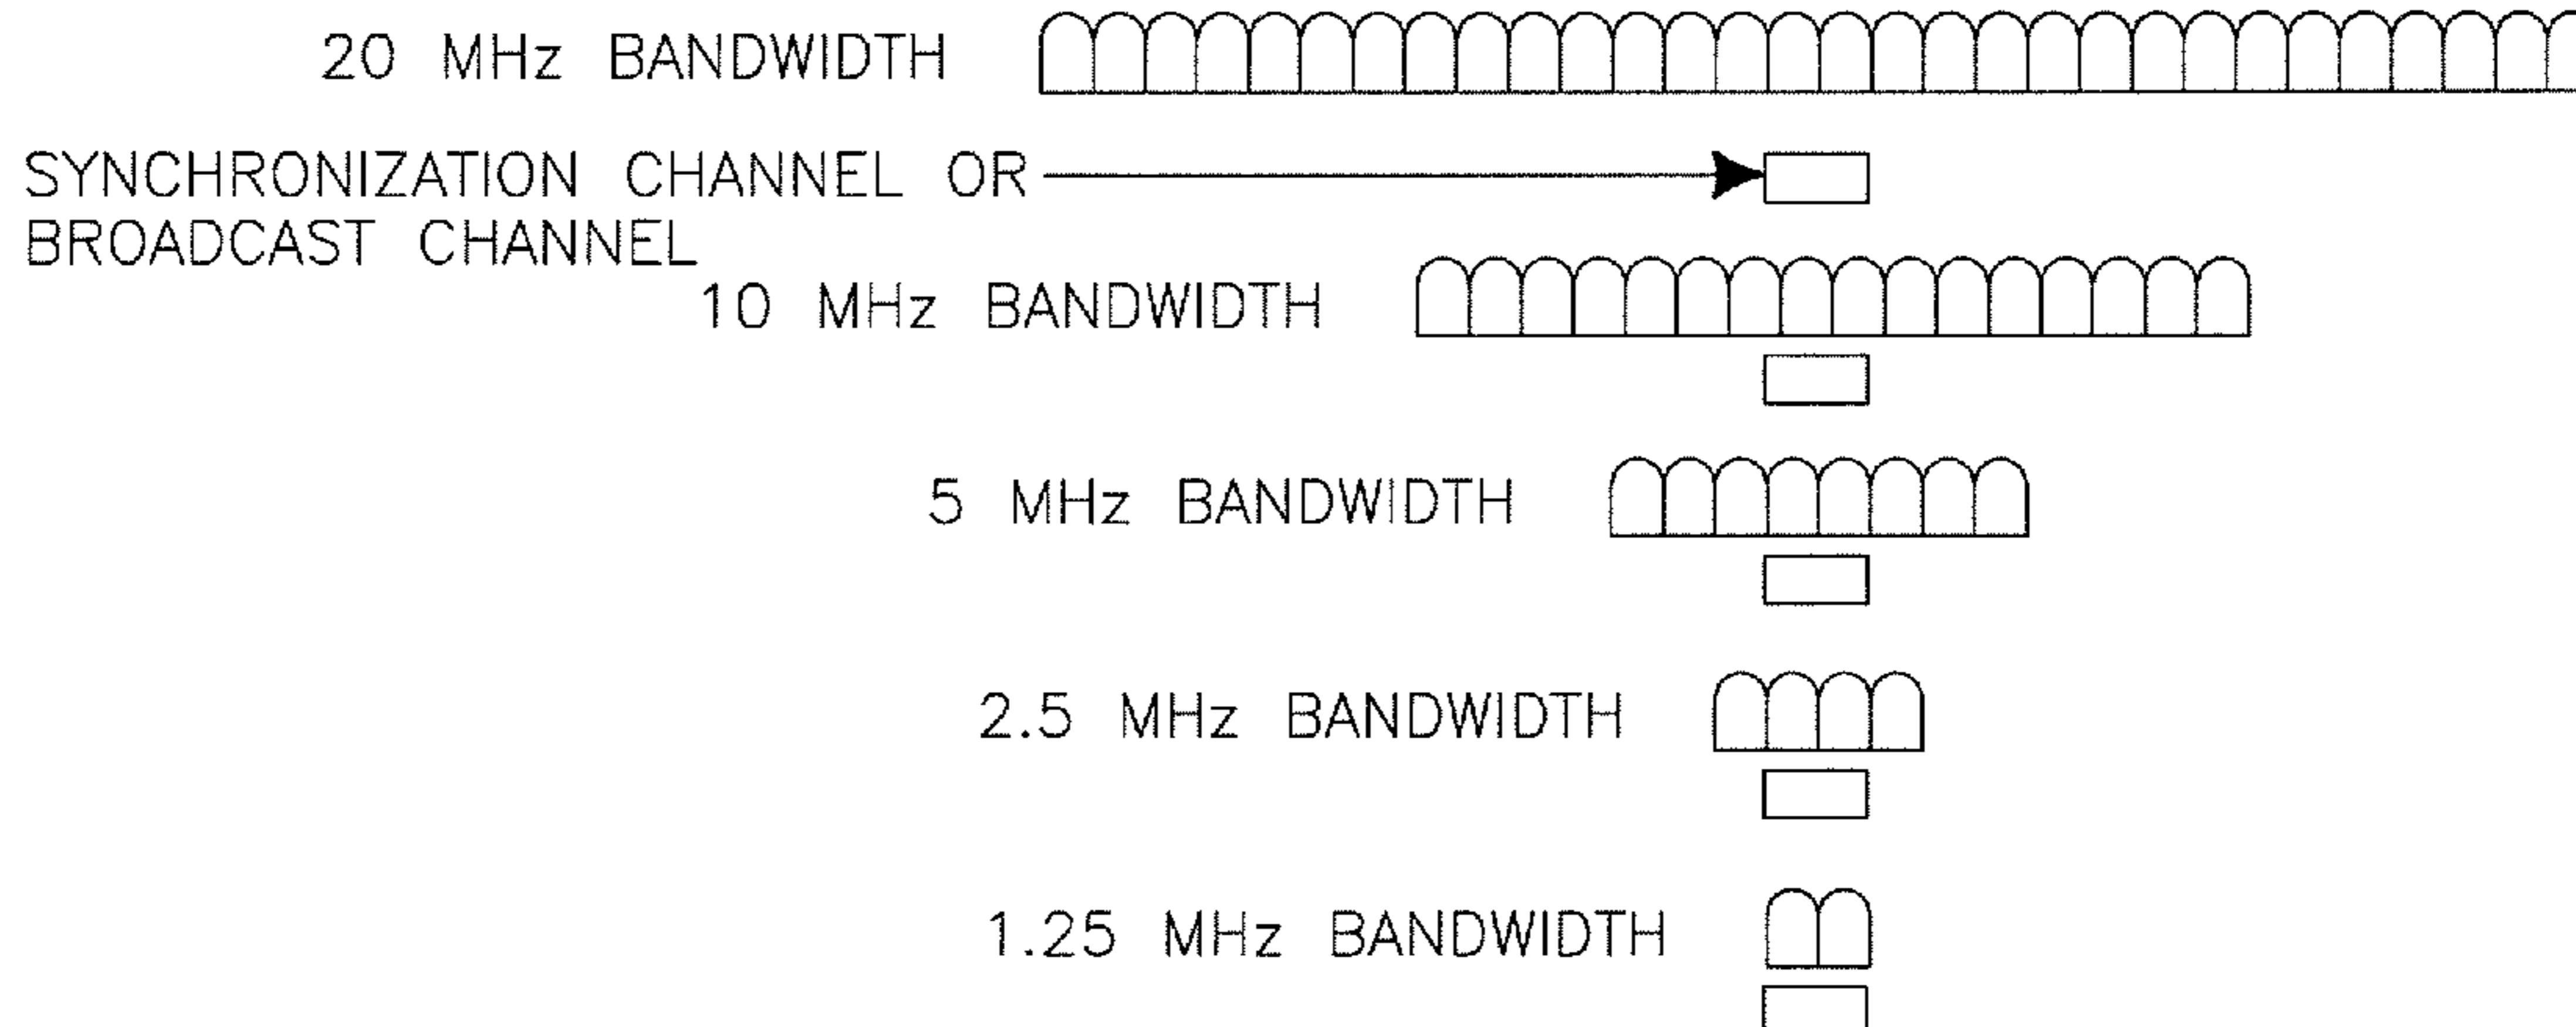 20 MHz BANDWIDTH
SYNCHRONIZATION CHANNEL OR
BROADCAST CHANNEL
10 MHz BANDWIDTH
5 MHz BANDWIDTH
2.5 MHz BANDWIDTH
1.25 MHz BANDWIDTH